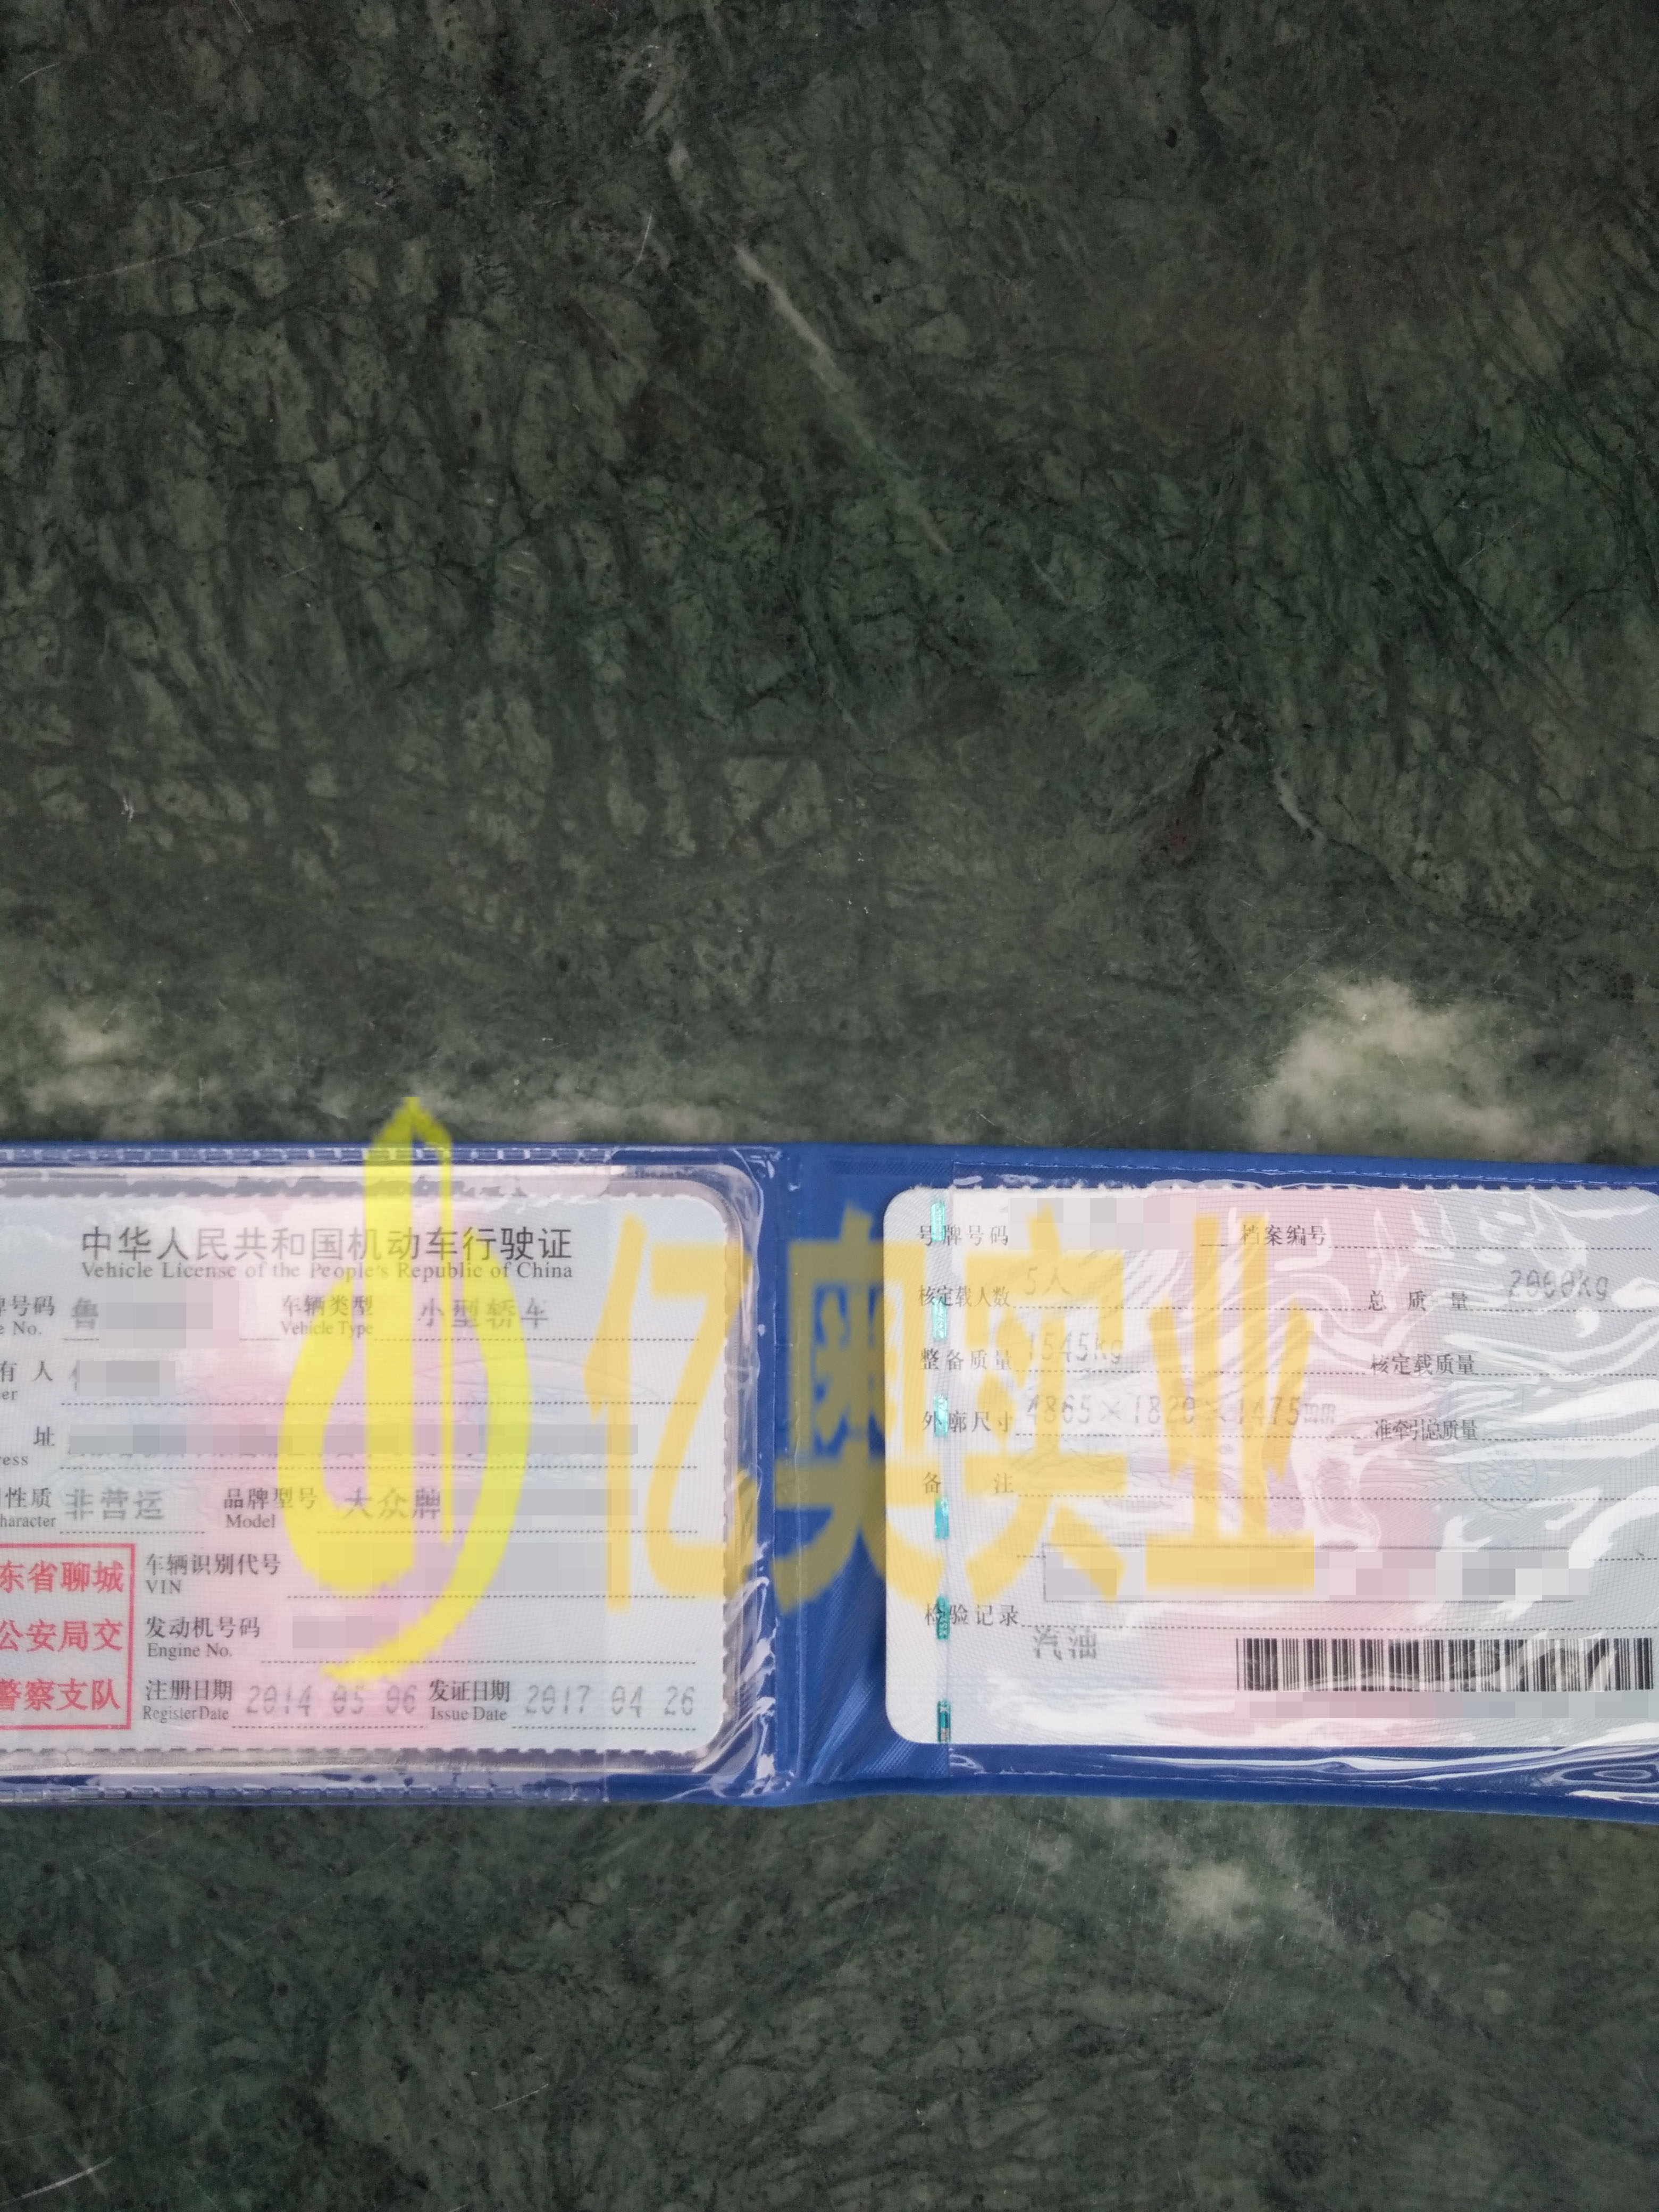 中华人民共和国机动车行驶证
Vehicle License of the People's Republic of China
号码 鲁 车辆类型 小型轿车
No. Vehicle Type
有人
址
性质 非营运 品牌型号 大众牌
haracter Model
东省聊城 车辆识别代号
VIN
公安局交 发动机号码
Engine No.
警察支队 注册日期 2014 05 06 发证日期 2017 04 26
Register Date Issue Date
亿奥实业
号牌号码 档案编号
核定载人数 5人 总质量 2000kg
整备质量 1545kg 核定载质量
外廓尺寸 4865×1820×1475mm 准牵引总质量
备注
检验记录
汽油